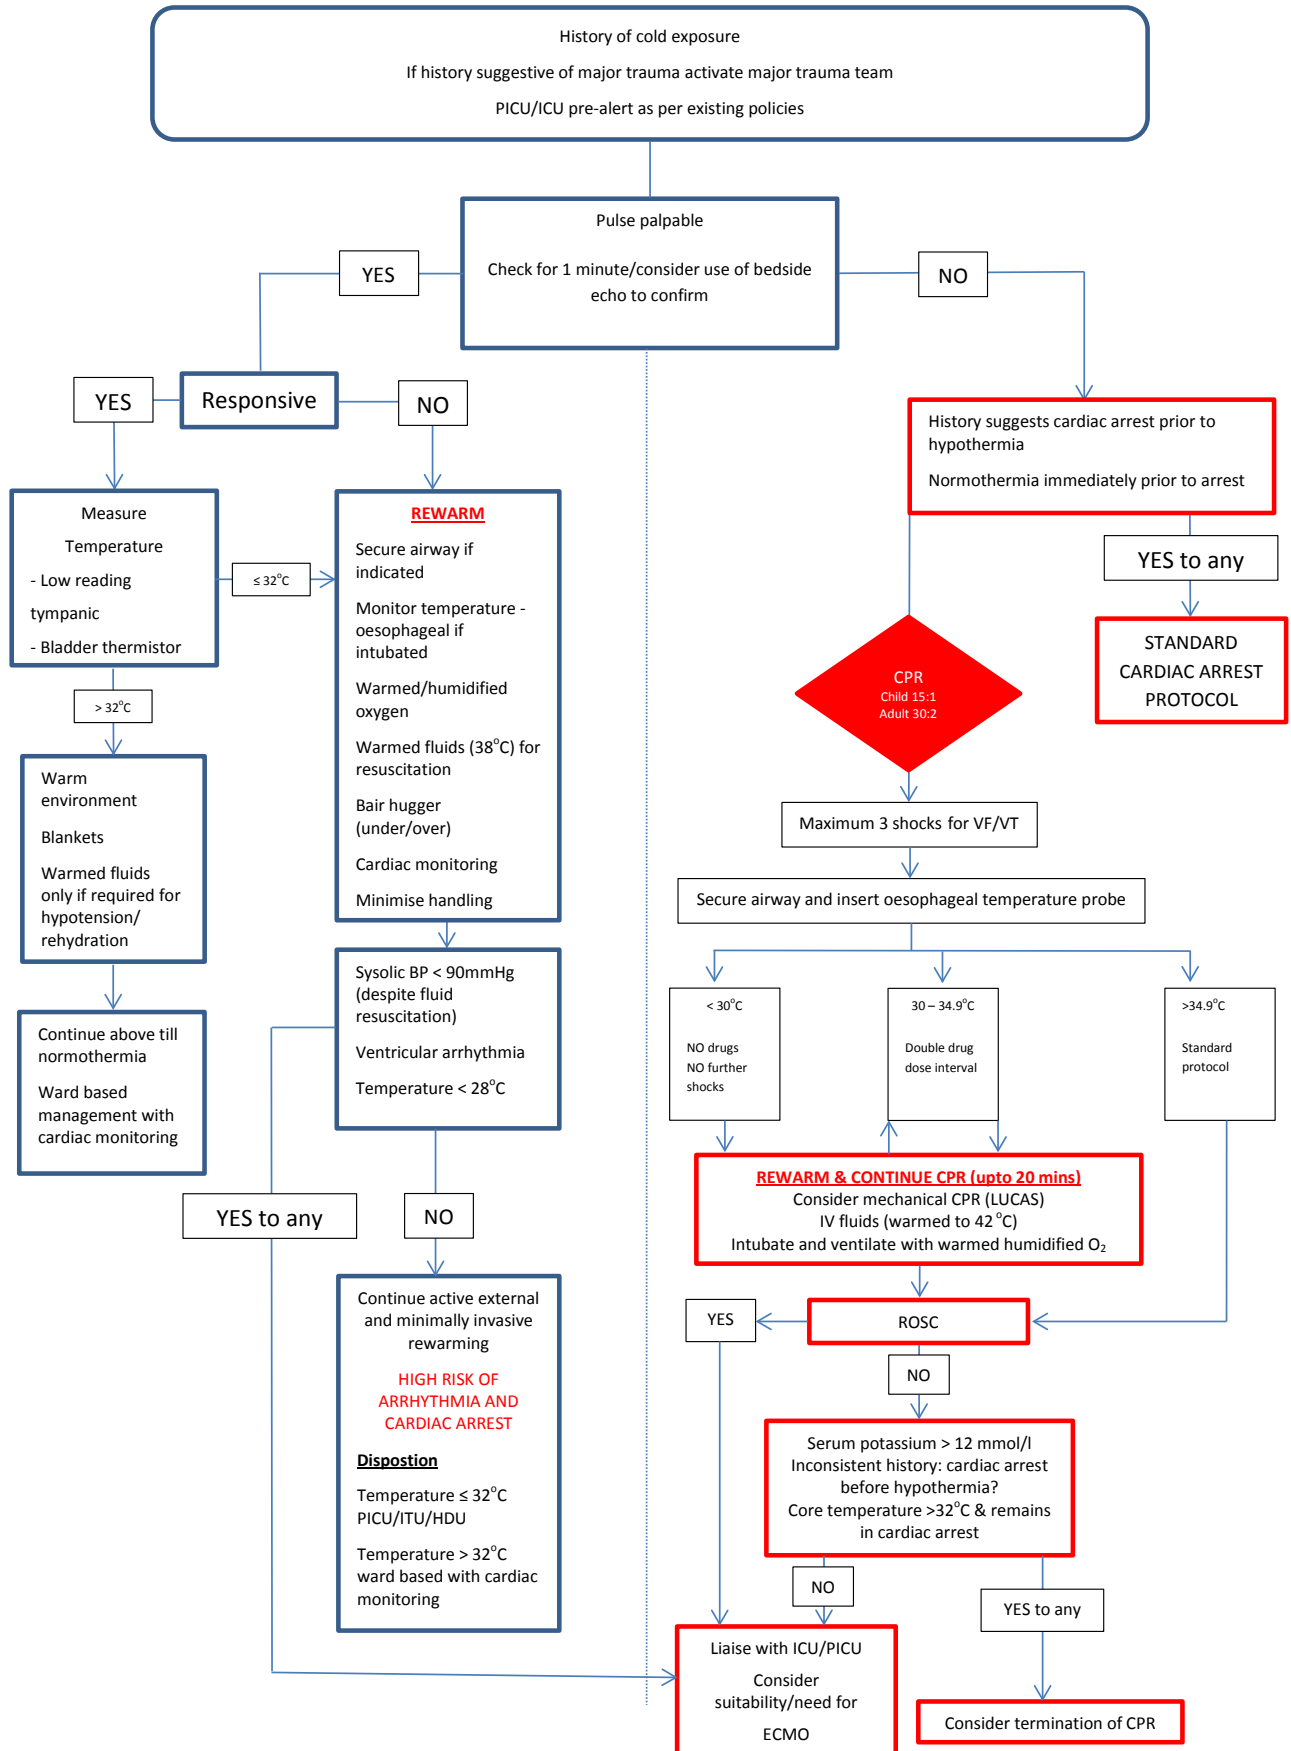 History of cold exposure
If history suggestive of major trauma activate major trauma team
PICU/ICU pre-alert as per existing policies
Pulse palpable
Check for 1 minute/consider use of bedside
echo to confirm
YES
NO
Responsive
YES
NO
Measure
Temperature
- Low reading
tympanic
- Bladder thermistor
≤ 32°C
> 32°C
Warm
environment
Blankets
Warmed fluids
only if required for
hypotension/
rehydration
Continue above till
normothermia
Ward based
management with
cardiac monitoring
REWARM
Secure airway if
indicated
Monitor temperature -
oesophageal if
intubated
Warmed/humidified
oxygen
Warmed fluids (38°C) for
resuscitation
Bair hugger
(under/over)
Cardiac monitoring
Minimise handling
Sysolic BP < 90mmHg
(despite fluid
resuscitation)
Ventricular arrhythmia
Temperature < 28°C
YES to any
NO
Continue active external
and minimally invasive
rewarming
HIGH RISK OF
ARRHYTHMIA AND
CARDIAC ARREST
Dispostion
Temperature ≤ 32°C
PICU/ITU/HDU
Temperature > 32°C
ward based with cardiac
monitoring
History suggests cardiac arrest prior to
hypothermia
Normothermia immediately prior to arrest
YES to any
STANDARD
CARDIAC ARREST
PROTOCOL
CPR
Child 15:1
Adult 30:2
Maximum 3 shocks for VF/VT
Secure airway and insert oesophageal temperature probe
< 30°C
NO drugs
NO further
shocks
30 – 34.9°C
Double drug
dose interval
>34.9°C
Standard
protocol
REWARM & CONTINUE CPR (upto 20 mins)
Consider mechanical CPR (LUCAS)
IV fluids (warmed to 42 °C)
Intubate and ventilate with warmed humidified O₂
YES
ROSC
NO
Serum potassium > 12 mmol/l
Inconsistent history: cardiac arrest
before hypothermia?
Core temperature >32°C & remains
in cardiac arrest
NO
YES to any
Liaise with ICU/PICU
Consider
suitability/need for
ECMO
Consider termination of CPR